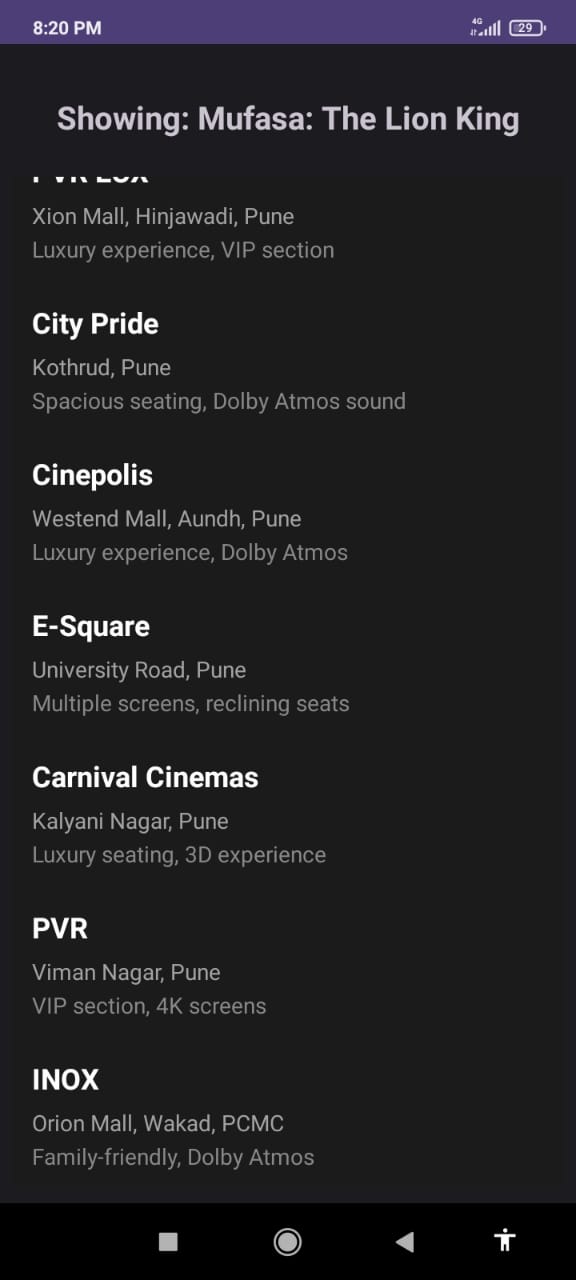 8:20 PM
4G
29
Showing: Mufasa: The Lion King
PVR
Xion Mall, Hinjawadi, Pune
Luxury experience, VIP section
City Pride
Kothrud, Pune
Spacious seating, Dolby Atmos sound
Cinepolis
Westend Mall, Aundh, Pune
Luxury experience, Dolby Atmos
E-Square
University Road, Pune
Multiple screens, reclining seats
Carnival Cinemas
Kalyani Nagar, Pune
Luxury seating, 3D experience
PVR
Viman Nagar, Pune
VIP section, 4K screens
INOX
Orion Mall, Wakad, PCMC
Family-friendly, Dolby Atmos